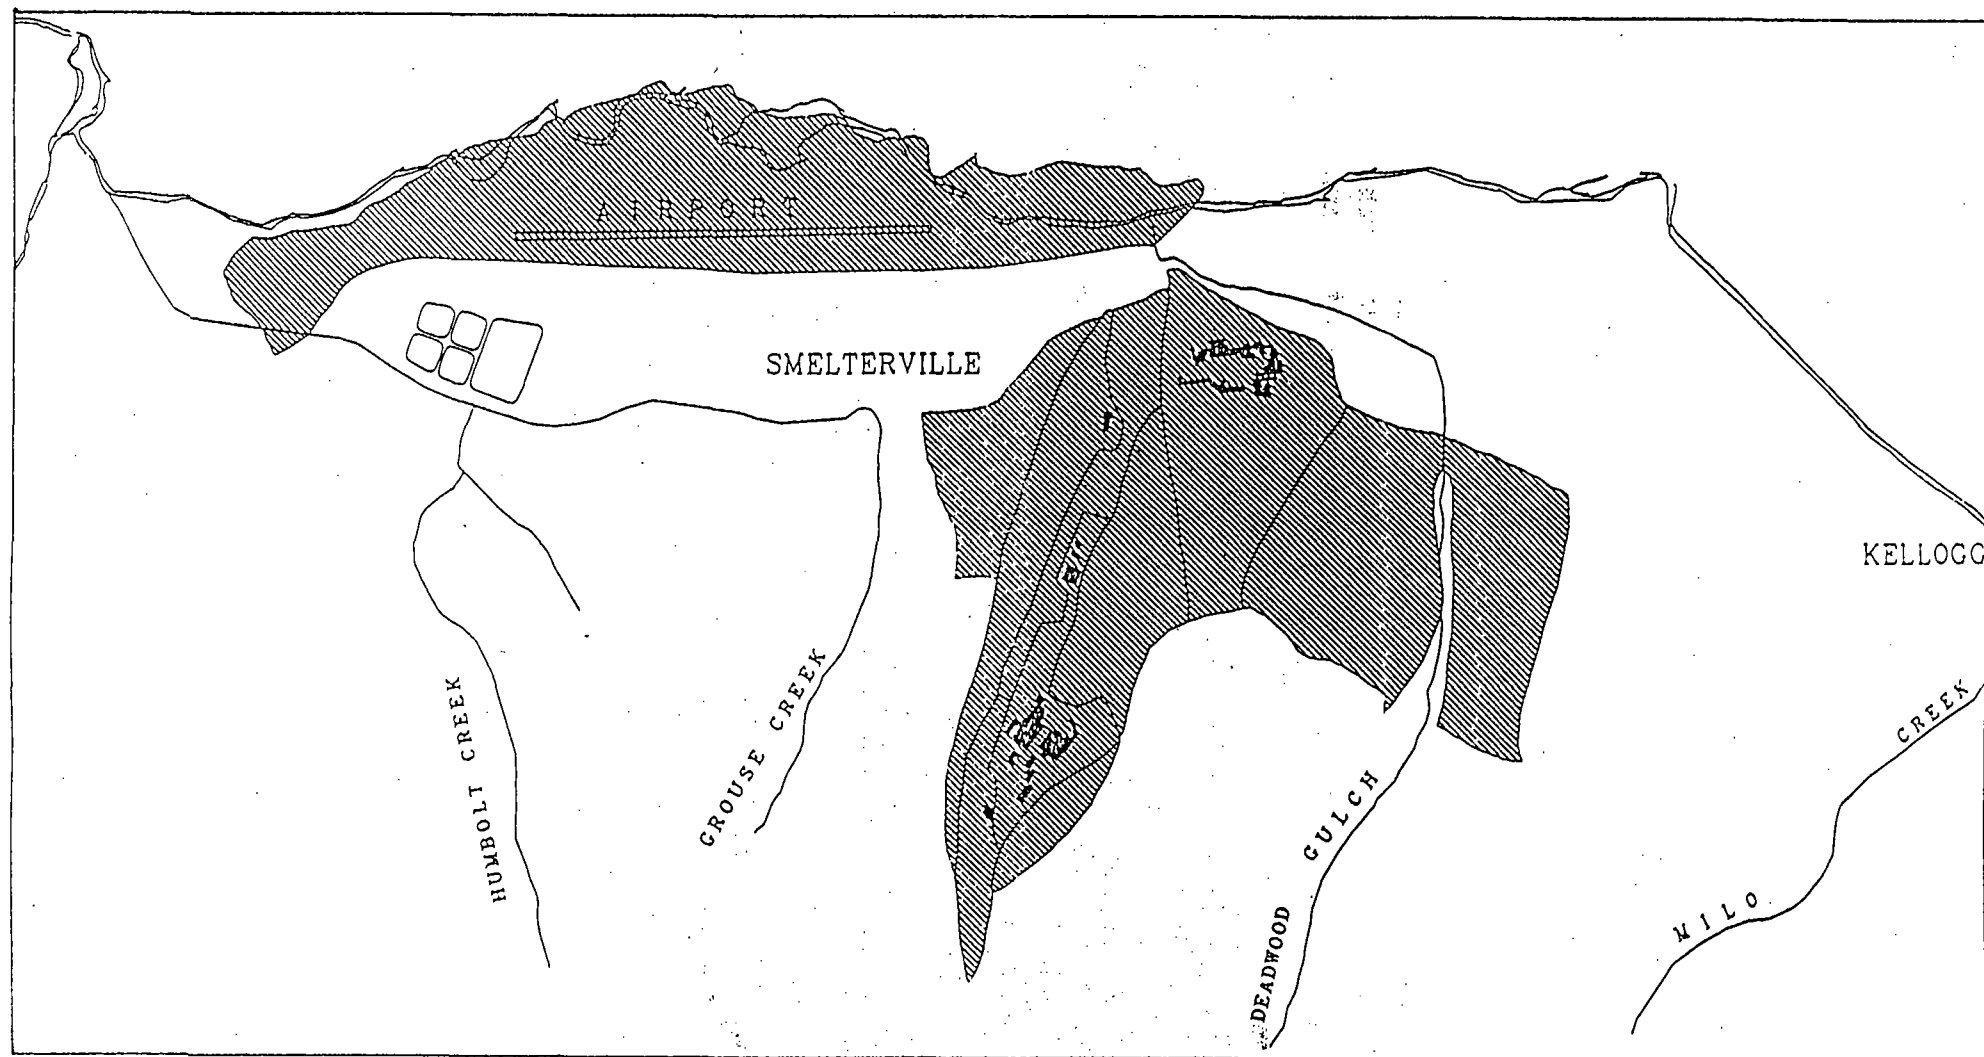 AIRPORT
SMELTERVILLE
KELLOGG
HUMBOLT CREEK
GROUSE CREEK
DEADWOOD GULCH
MILO CREEK